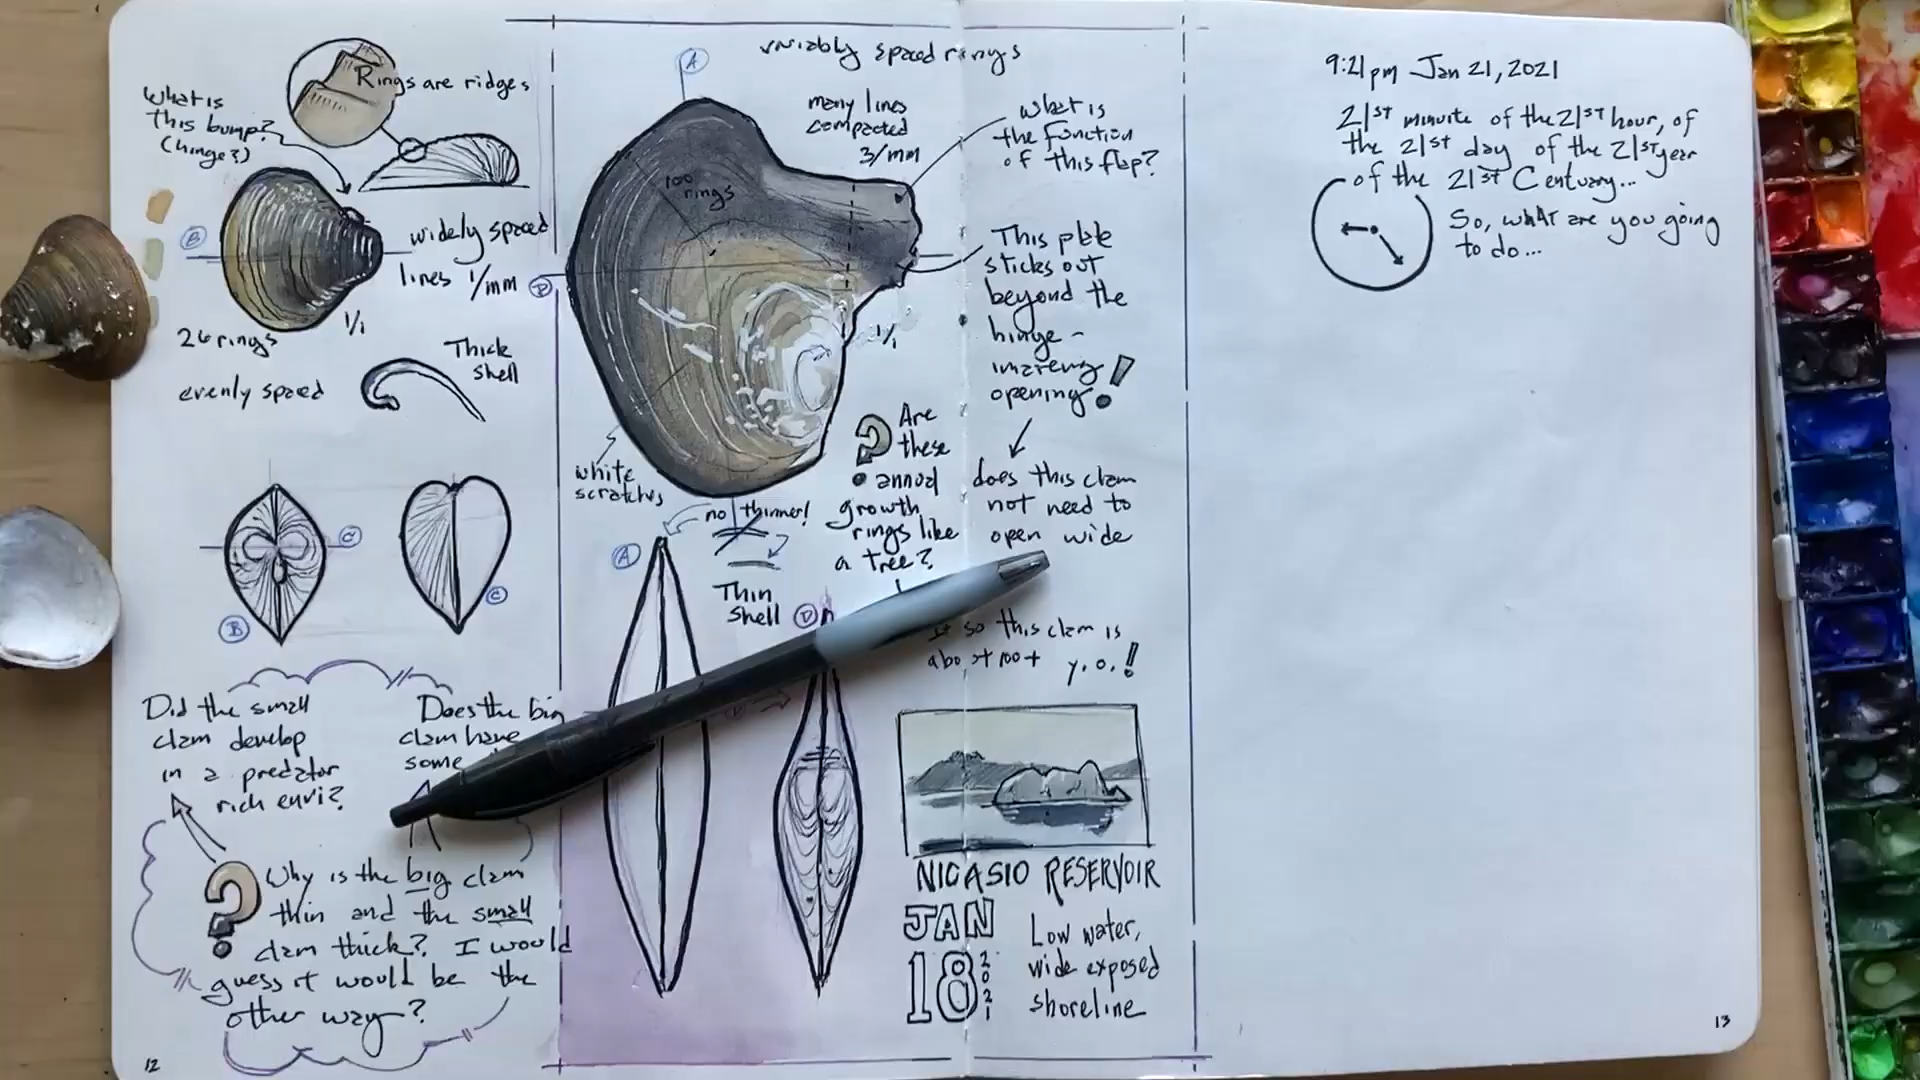 Rings are ridges
What is
this bump?
(hinge?)
B
widely spaced
lines 1/mm
1/1
26 rings
evenly spaced
Thick
shell
C
B
C
Did the small
clam develop
in a predator
rich envi?
Does the big
clam have
some
?
Why is the big clam
thin and the small
clam thick? I would
guess it would be the
other way?
12
variably spaced rings
A
many lines
compacted
3/mm
what is
the function
of this flap?
100
rings
D
This plate
sticks out
beyond the
hinge -
opening!
1/1
does this clam
not need to
open wide
white
scratches
no thinner!
Thin
shell
?
Are
these
annual
growth
rings like
a tree?
A
D
so this clam is
about 100+ y.o.!
NICASIO RESERVOIR
JAN
18 2021
Low water,
wide exposed
shoreline
9:21pm Jan 21, 2021
21ST minute of the 21ST hour, of
the 21ST day of the 21ST year
of the 21ST Centuary...
So, what are you going
to do...
13